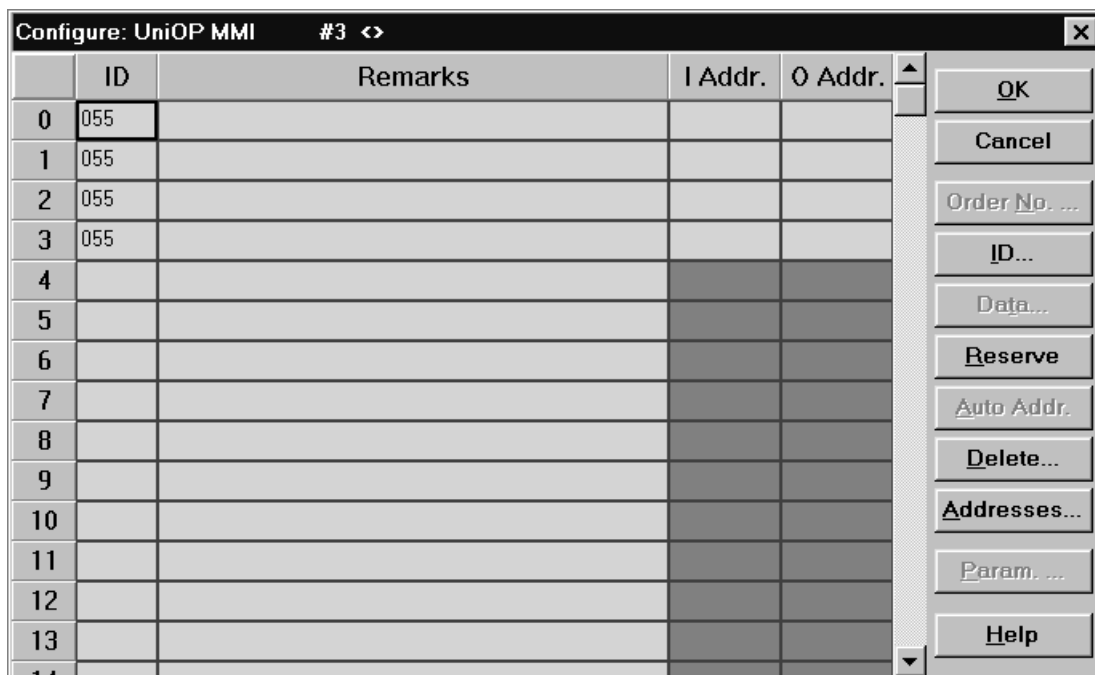 Configure: UniOP MMI #3 <>
ID Remarks I Addr. O Addr.
0 055
1 055
2 055
3 055
4
5
6
7
8
9
10
11
12
13
OK
Cancel
Order No. ...
ID...
Data...
Reserve
Auto Addr.
Delete...
Addresses...
Param. ...
Help